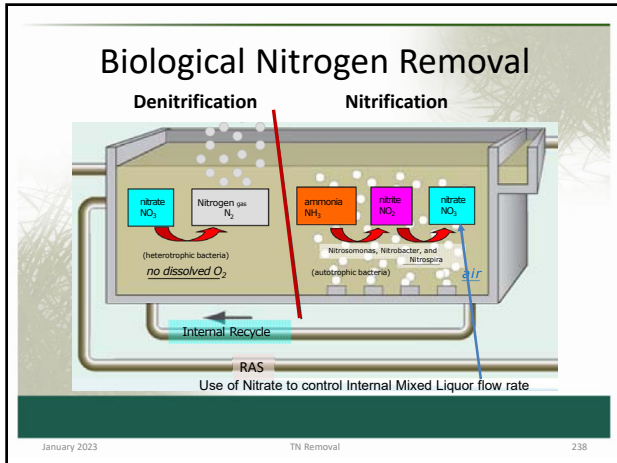 Biological Nitrogen Removal
Denitrification
Nitrification
nitrate
NO3
Nitrogen gas
N2
ammonia
NH3
nitrite
NO2
nitrate
NO3
(heterotrophic bacteria)
no dissolved O2
Nitrosomonas, Nitrobacter, and
Nitrospira
(autotrophic bacteria)
air
Internal Recycle
RAS
Use of Nitrate to control Internal Mixed Liquor flow rate
January 2023
TN Removal
238